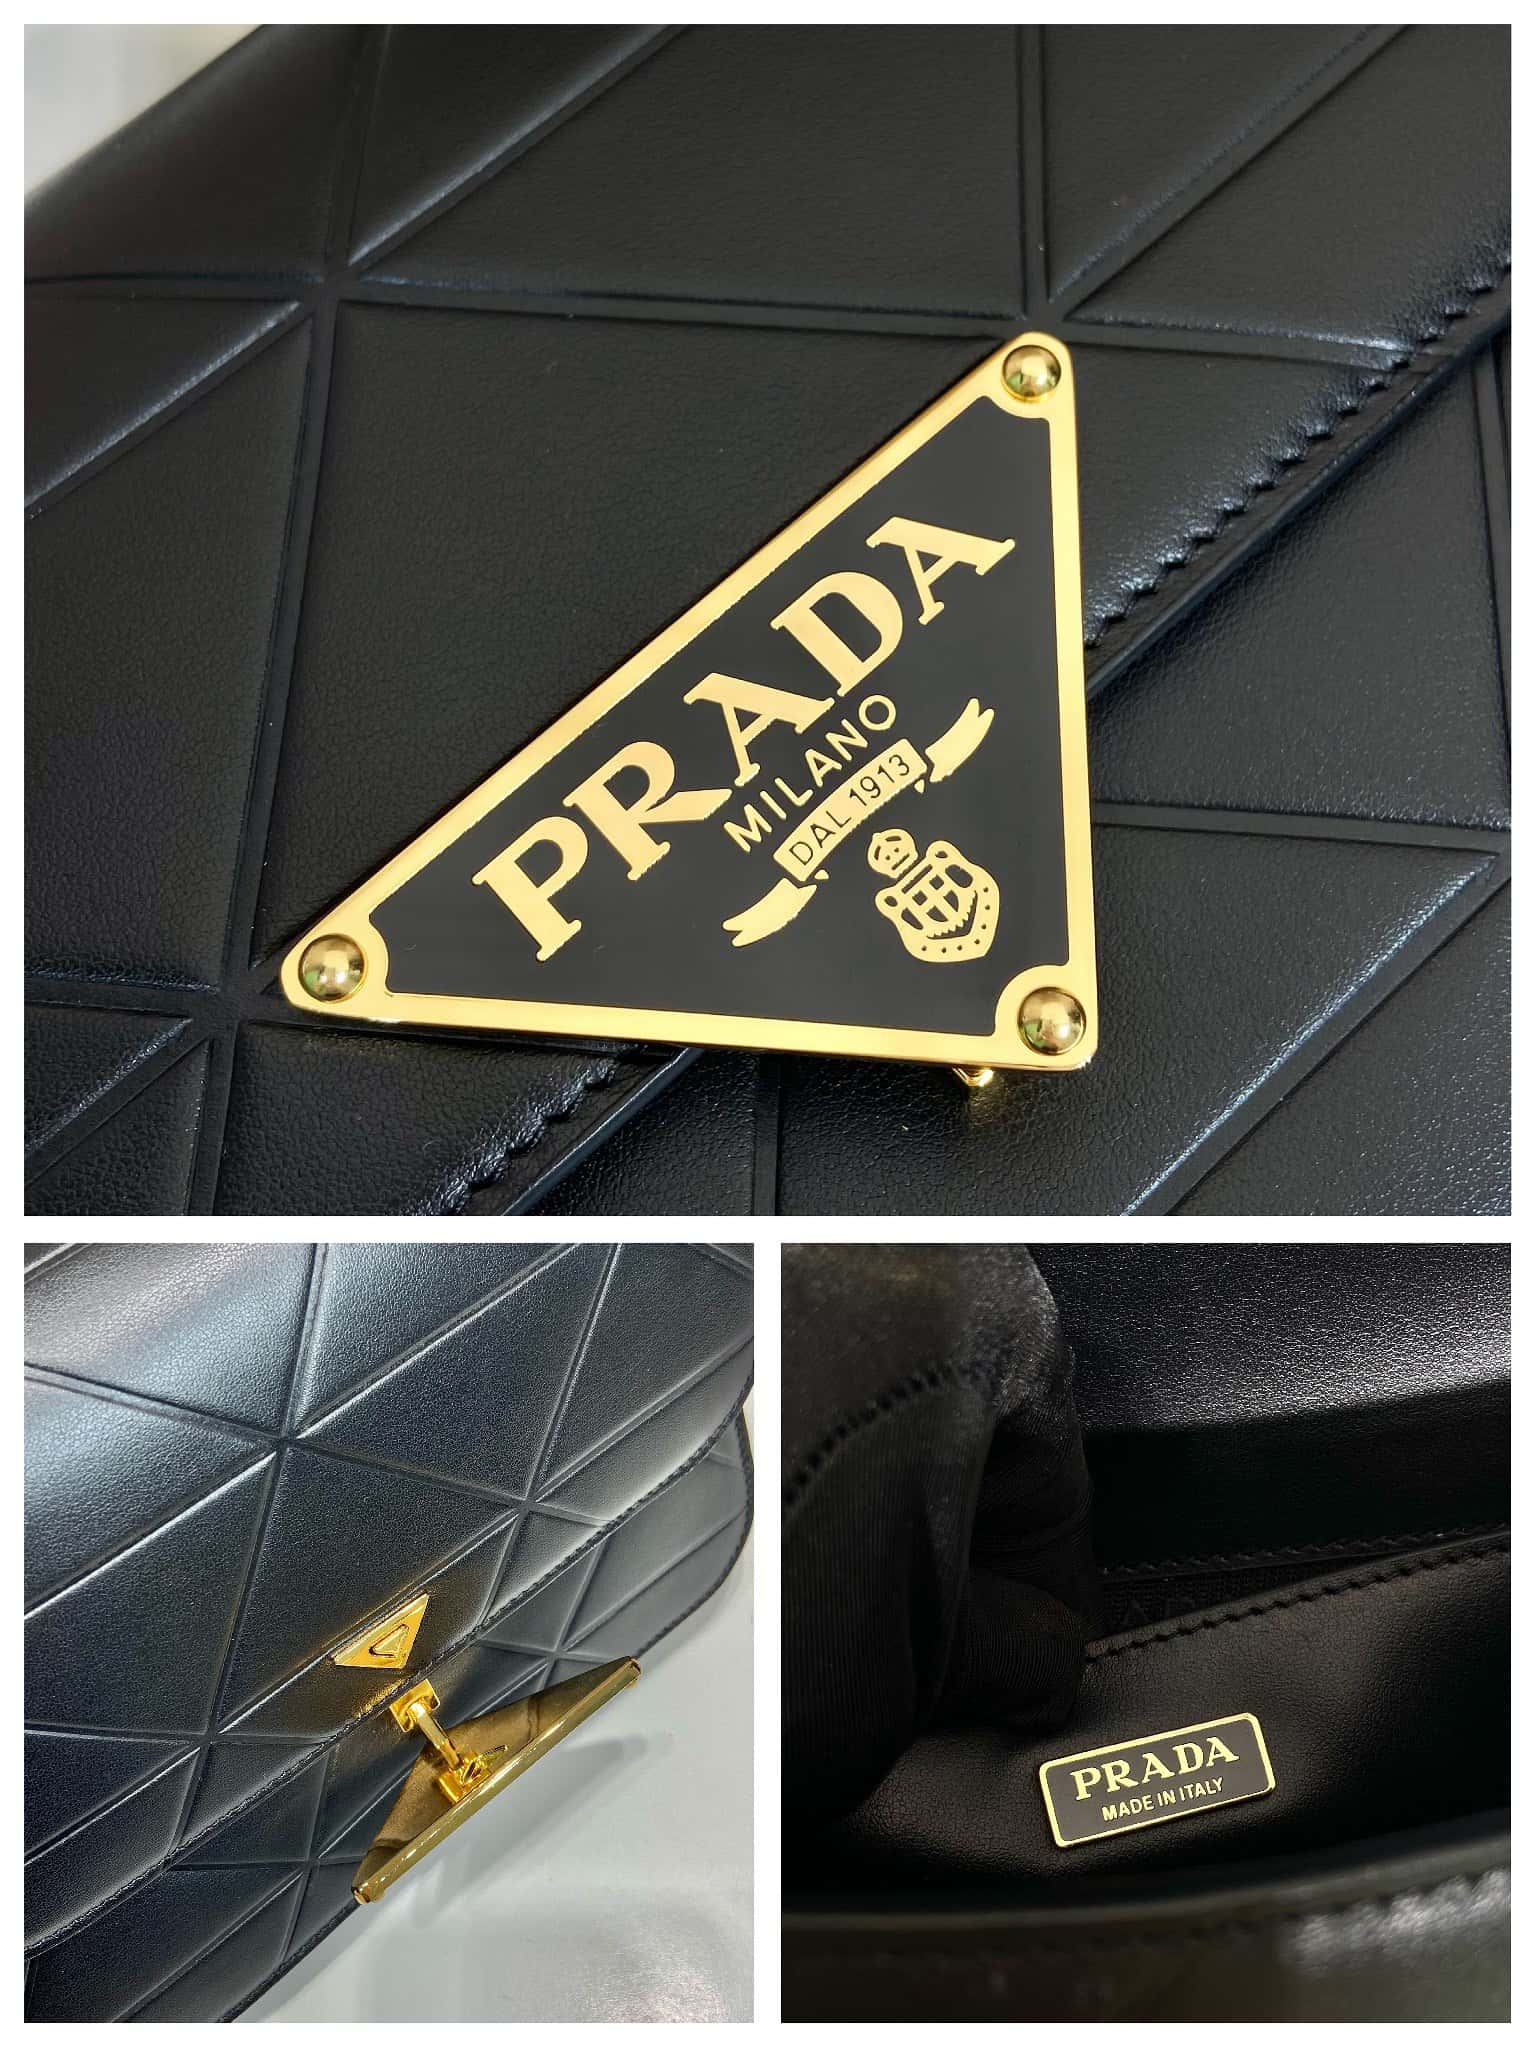 PRADA
MILANO
DAL 1913
PRADA
MADE IN ITALY